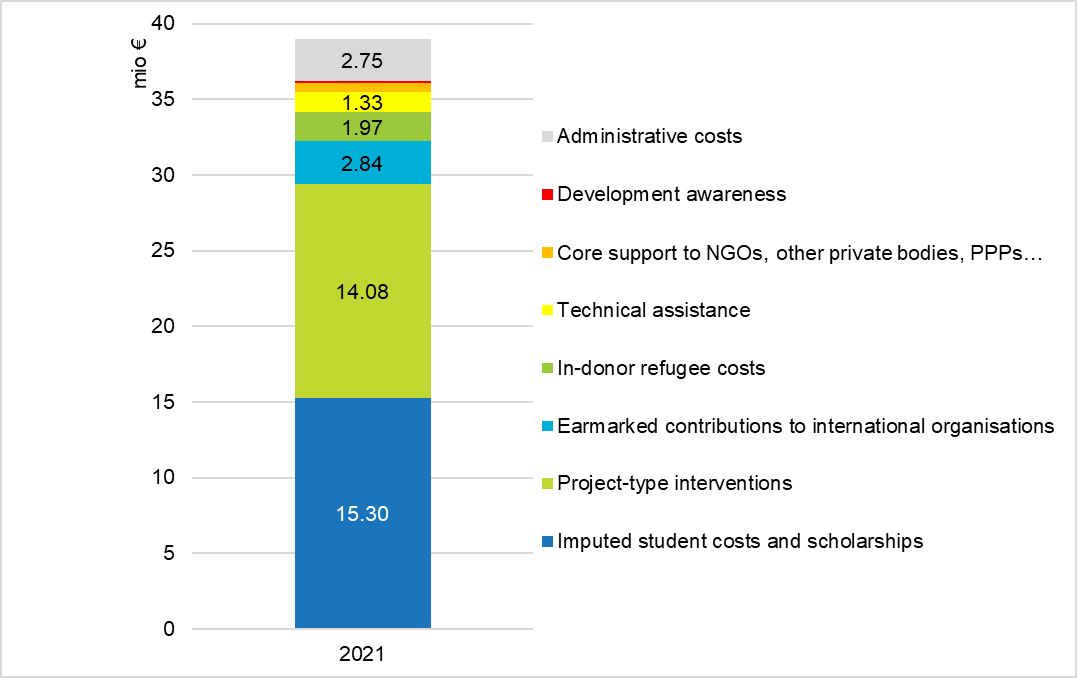 40
mio €
35
30
25
20
15
10
5
0
2.75
1.33
1.97
2.84
14.08
15.30
2021
Administrative costs
Development awareness
Core support to NGOs, other private bodies, PPPs…
Technical assistance
In-donor refugee costs
Earmarked contributions to international organisations
Project-type interventions
Imputed student costs and scholarships